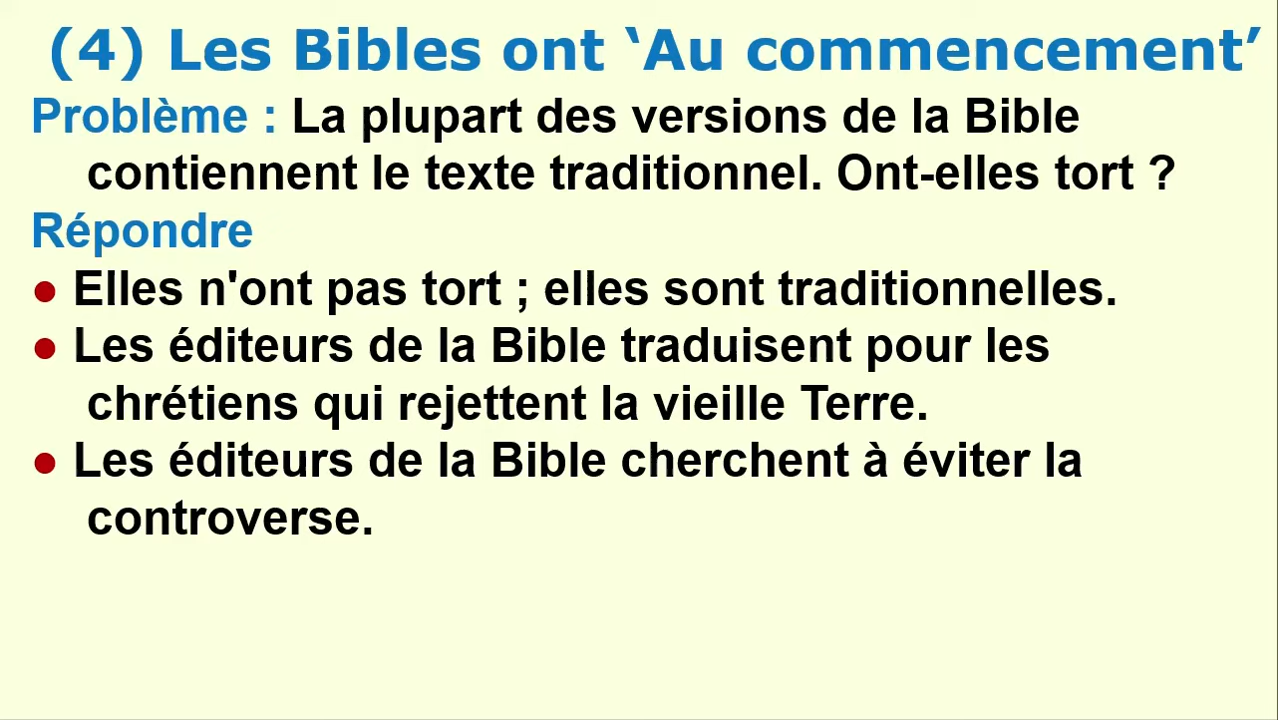 (4) Les Bibles ont ‘Au commencement’
Problème : La plupart des versions de la Bible
contiennent le texte traditionnel. Ont-elles tort ?
Répondre
● Elles n'ont pas tort ; elles sont traditionnelles.
● Les éditeurs de la Bible traduisent pour les
chrétiens qui rejettent la vieille Terre.
● Les éditeurs de la Bible cherchent à éviter la
controverse.